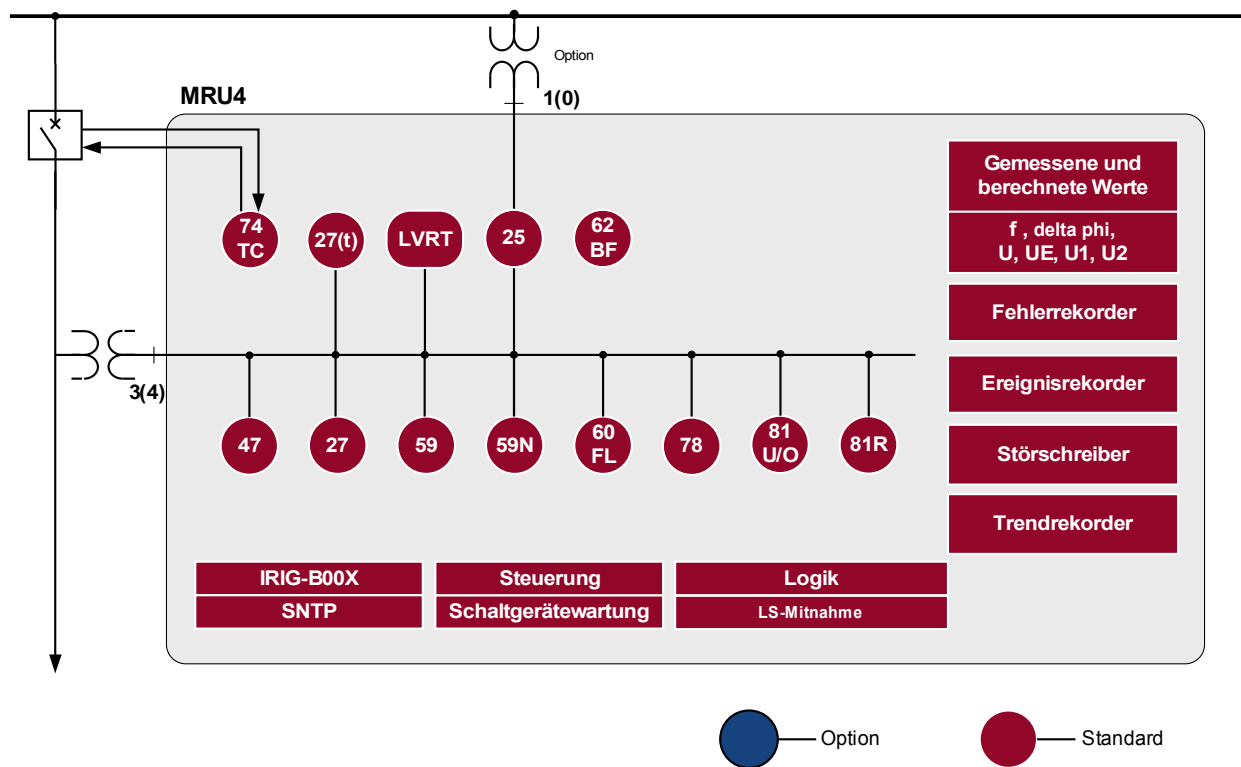 Option
1(0)
MRU4
74
TC
27(t)
LVRT
25
62
BF
Gemessene und
berechnete Werte
f , delta phi,
U, UE, U1, U2
Fehlerrekorder
3(4)
Ereignisrekorder
47
27
59
59N
60
FL
78
81
U/O
81R
Störschreiber
Trendrekorder
IRIG-B00X
Steuerung
Logik
SNTP
Schaltgerätewartung
LS-Mitnahme
Option
Standard